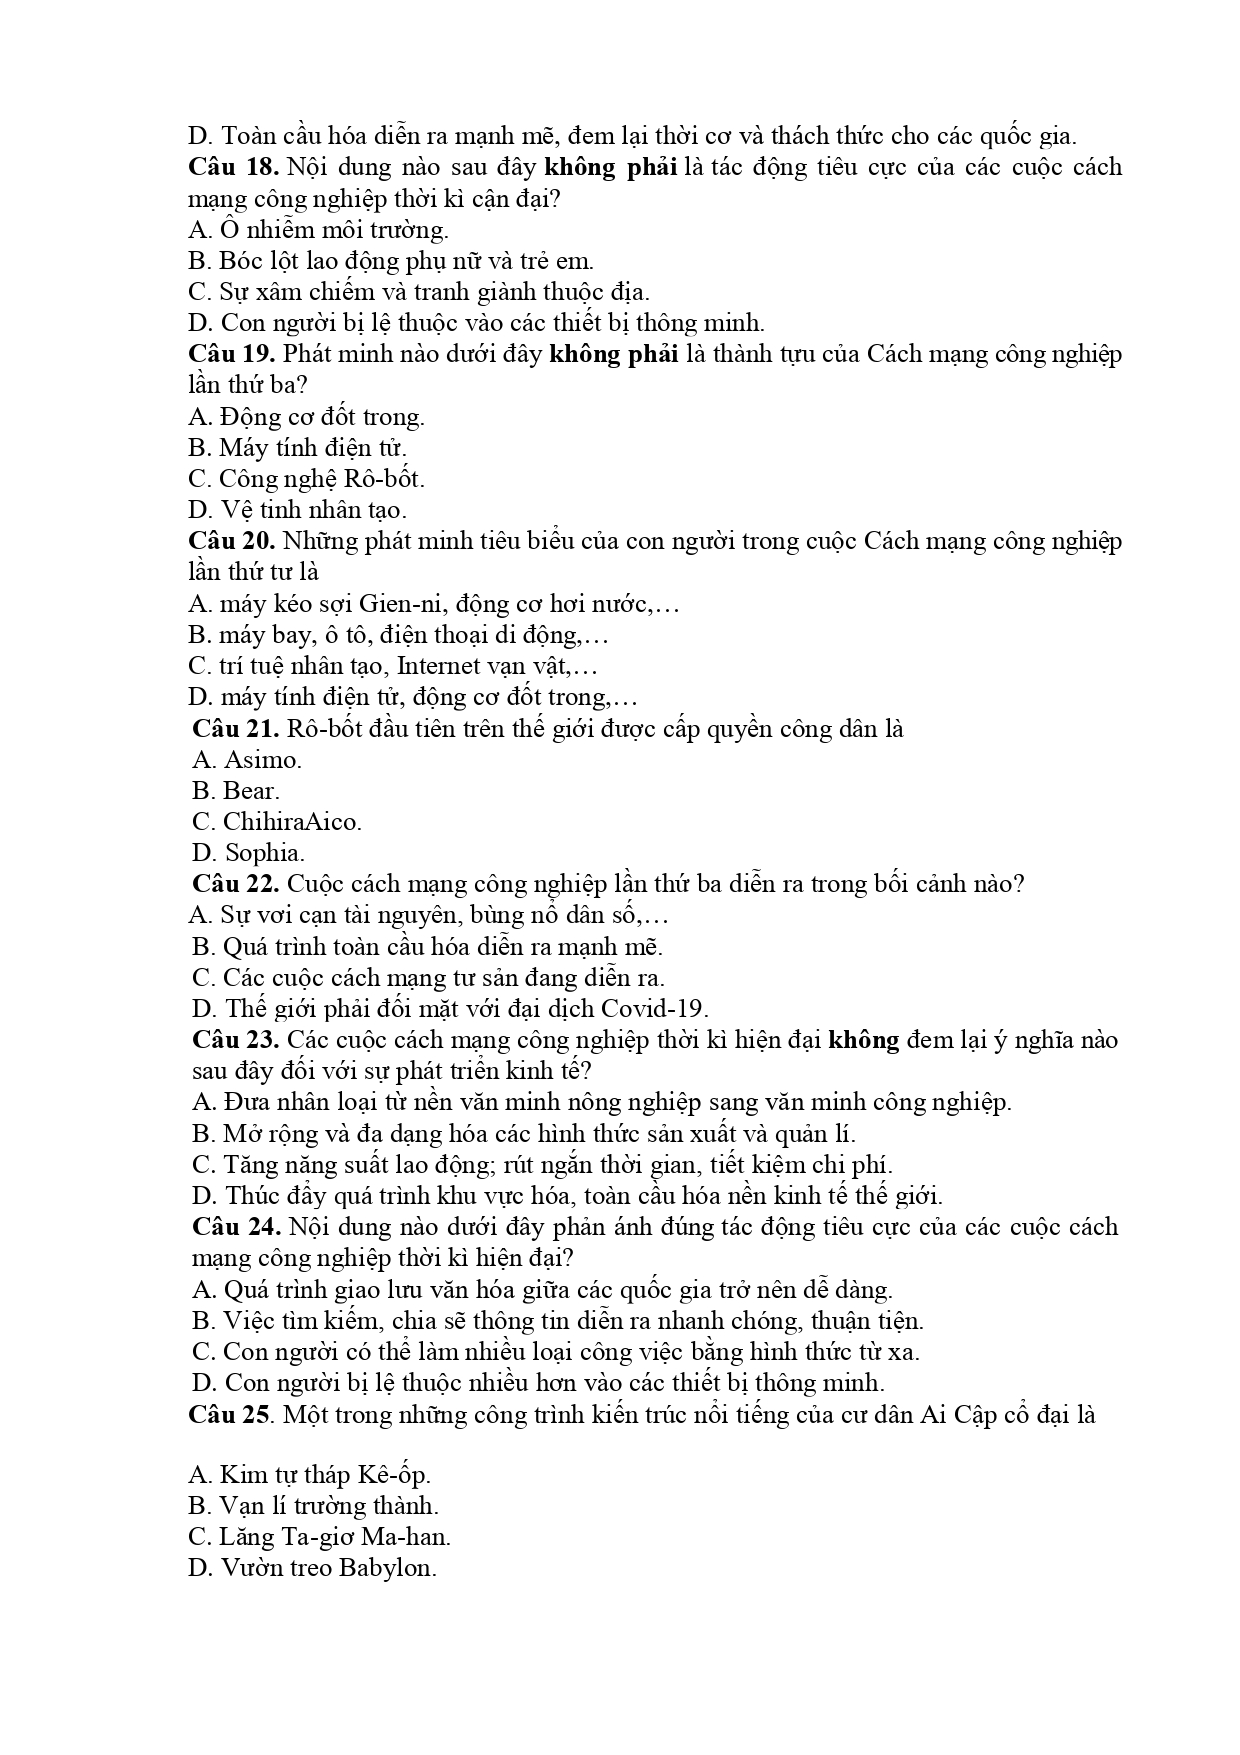 D. Toàn cầu hóa diễn ra mạnh mẽ, đem lại thời cơ và thách thức cho các quốc gia.
Câu 18. Nội dung nào sau đây không phải là tác động tiêu cực của các cuộc cách
mạng công nghiệp thời kì cận đại?
A. Ô nhiễm môi trường.
B. Bóc lột lao động phụ nữ và trẻ em.
C. Sự xâm chiếm và tranh giành thuộc địa.
D. Con người bị lệ thuộc vào các thiết bị thông minh.
Câu 19. Phát minh nào dưới đây không phải là thành tựu của Cách mạng công nghiệp
lần thứ ba?
A. Động cơ đốt trong.
B. Máy tính điện tử.
C. Công nghệ Rô-bốt.
D. Vệ tinh nhân tạo.
Câu 20. Những phát minh tiêu biểu của con người trong cuộc Cách mạng công nghiệp
lần thứ tư là
A. máy kéo sợi Gien-ni, động cơ hơi nước,…
B. máy bay, ô tô, điện thoại di động,…
C. trí tuệ nhân tạo, Internet vạn vật,…
D. máy tính điện tử, động cơ đốt trong,…
Câu 21. Rô-bốt đầu tiên trên thế giới được cấp quyền công dân là
A. Asimo.
B. Bear.
C. ChihiraAico.
D. Sophia.
Câu 22. Cuộc cách mạng công nghiệp lần thứ ba diễn ra trong bối cảnh nào?
A. Sự vơi cạn tài nguyên, bùng nổ dân số,…
B. Quá trình toàn cầu hóa diễn ra mạnh mẽ.
C. Các cuộc cách mạng tư sản đang diễn ra.
D. Thế giới phải đối mặt với đại dịch Covid-19.
Câu 23. Các cuộc cách mạng công nghiệp thời kì hiện đại không đem lại ý nghĩa nào
sau đây đối với sự phát triển kinh tế?
A. Đưa nhân loại từ nền văn minh nông nghiệp sang văn minh công nghiệp.
B. Mở rộng và đa dạng hóa các hình thức sản xuất và quản lí.
C. Tăng năng suất lao động; rút ngắn thời gian, tiết kiệm chi phí.
D. Thúc đẩy quá trình khu vực hóa, toàn cầu hóa nền kinh tế thế giới.
Câu 24. Nội dung nào dưới đây phản ánh đúng tác động tiêu cực của các cuộc cách
mạng công nghiệp thời kì hiện đại?
A. Quá trình giao lưu văn hóa giữa các quốc gia trở nên dễ dàng.
B. Việc tìm kiếm, chia sẽ thông tin diễn ra nhanh chóng, thuận tiện.
C. Con người có thể làm nhiều loại công việc bằng hình thức từ xa.
D. Con người bị lệ thuộc nhiều hơn vào các thiết bị thông minh.
Câu 25. Một trong những công trình kiến trúc nổi tiếng của cư dân Ai Cập cổ đại là
A. Kim tự tháp Kê-ốp.
B. Vạn lí trường thành.
C. Lăng Ta-giơ Ma-han.
D. Vườn treo Babylon.